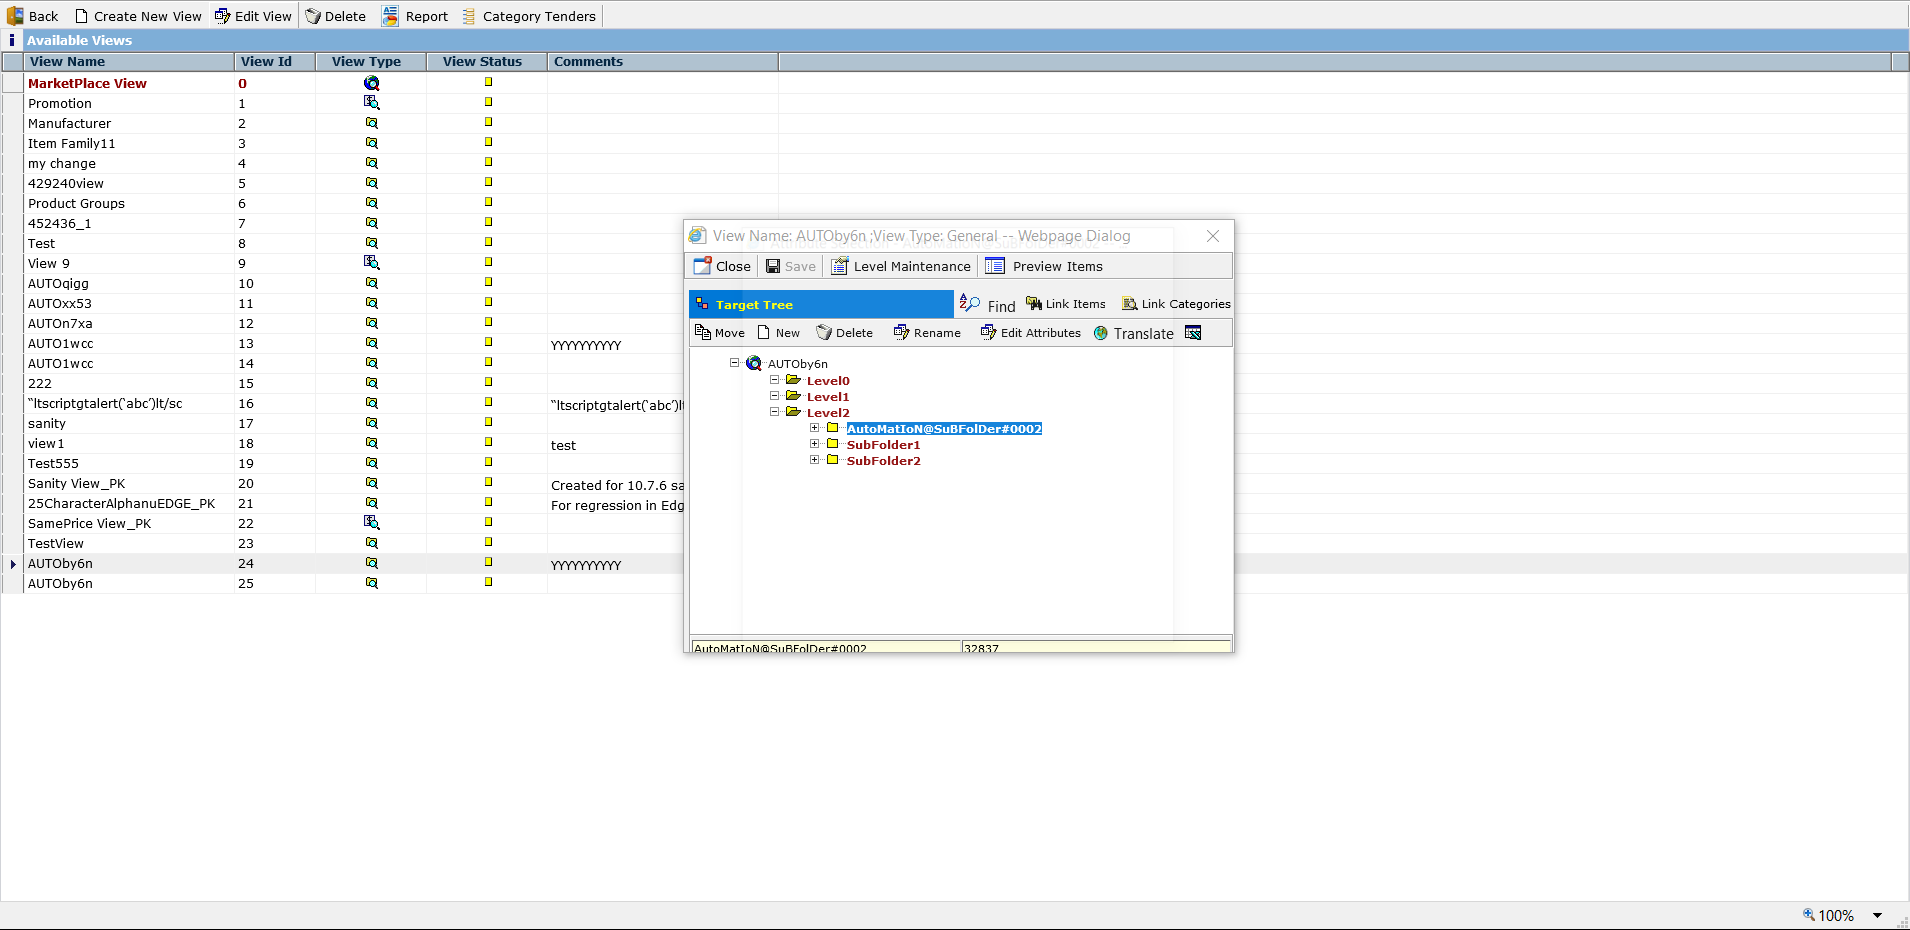 Back Create New View Edit View Delete Report Category Tenders
i Available Views
View Name View Id View Type View Status Comments
MarketPlace View 0
Promotion 1
Manufacturer 2
Item Family11 3
my change 4
429240view 5
Product Groups 6
452436_1 7
Test 8
View 9 9
AUTOqigg 10
AUTOxx53 11
AUTOn7xa 12
AUTO1wcc 13 YYYYYYYYYY
AUTO1wcc 14
222 15
“ltscriptgtalert(‘abc’)lt/sc 16 “ltscriptgtalert(‘abc’)lt
sanity 17
view1 18 test
Test555 19
Sanity View_PK 20 Created for 10.7.6 sa
25CharacterAlphanuEDGE_PK 21 For regression in Edg
SamePrice View_PK 22
TestView 23
AUTOby6n 24 YYYYYYYYYY
AUTOby6n 25
View Name: AUTOby6n ;View Type: General -- Webpage Dialog
Close Save Level Maintenance Preview Items
Target Tree Find Link Items Link Categories
Move New Delete Rename Edit Attributes Translate
AUTOby6n
Level0
Level1
Level2
AutoMatIoN@SuBFolDer#0002
SubFolder1
SubFolder2
AutoMatIoN@SuBFolDer#0002 32837
100%